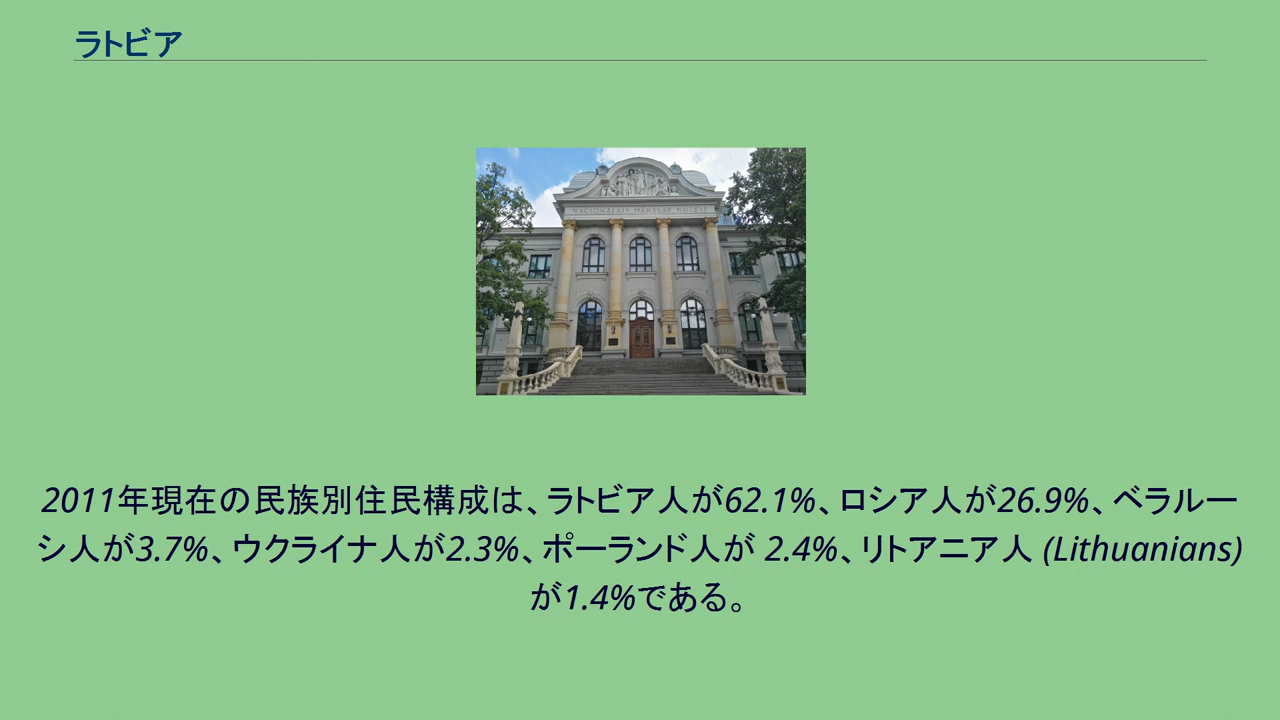 ラトビア
NACIONĀLAIS MĀKSLAS MUZEJS
2011年現在の民族別住民構成は、ラトビア人が62.1%、ロシア人が26.9%、ベラルー
シ人が3.7%、ウクライナ人が2.3%、ポーランド人が 2.4%、リトアニア人 (Lithuanians)
が1.4%である。